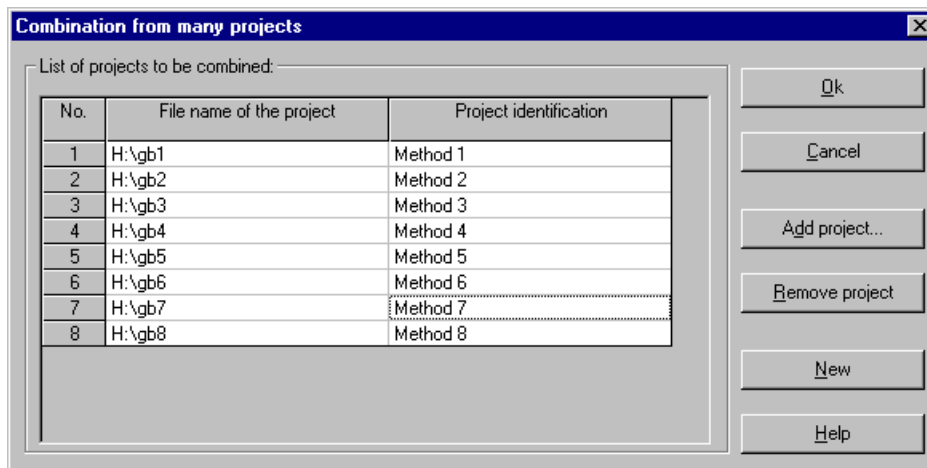 Combination from many projects
List of projects to be combined:
No. File name of the project Project identification
1 H:\gb1 Method 1
2 H:\gb2 Method 2
3 H:\gb3 Method 3
4 H:\gb4 Method 4
5 H:\gb5 Method 5
6 H:\gb6 Method 6
7 H:\gb7 Method 7
8 H:\gb8 Method 8
Ok
Cancel
Add project...
Remove project
New
Help